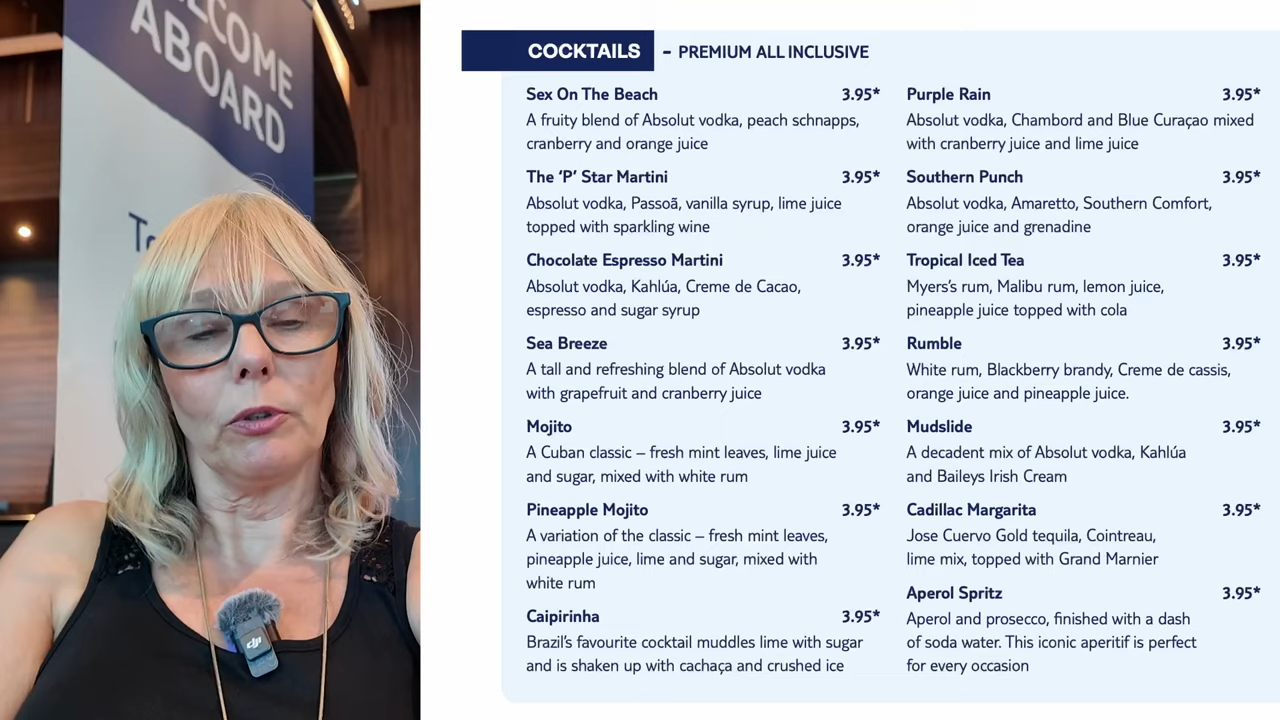 WELCOME
ABOARD
dji
COCKTAILS – PREMIUM ALL INCLUSIVE
Sex On The Beach 3.95*
A fruity blend of Absolut vodka, peach schnapps,
cranberry and orange juice
The ‘P’ Star Martini 3.95*
Absolut vodka, Passoã, vanilla syrup, lime juice
topped with sparkling wine
Chocolate Espresso Martini 3.95*
Absolut vodka, Kahlúa, Creme de Cacao,
espresso and sugar syrup
Sea Breeze 3.95*
A tall and refreshing blend of Absolut vodka
with grapefruit and cranberry juice
Mojito 3.95*
A Cuban classic – fresh mint leaves, lime juice
and sugar, mixed with white rum
Pineapple Mojito 3.95*
A variation of the classic – fresh mint leaves,
pineapple juice, lime and sugar, mixed with
white rum
Caipirinha 3.95*
Brazil’s favourite cocktail muddles lime with sugar
and is shaken up with cachaça and crushed ice
Purple Rain 3.95*
Absolut vodka, Chambord and Blue Curaçao mixed
with cranberry juice and lime juice
Southern Punch 3.95*
Absolut vodka, Amaretto, Southern Comfort,
orange juice and grenadine
Tropical Iced Tea 3.95*
Myers’s rum, Malibu rum, lemon juice,
pineapple juice topped with cola
Rumble 3.95*
White rum, Blackberry brandy, Creme de cassis,
orange juice and pineapple juice.
Mudslide 3.95*
A decadent mix of Absolut vodka, Kahlúa
and Baileys Irish Cream
Cadillac Margarita 3.95*
Jose Cuervo Gold tequila, Cointreau,
lime mix, topped with Grand Marnier
Aperol Spritz 3.95*
Aperol and prosecco, finished with a dash
of soda water. This iconic aperitif is perfect
for every occasion